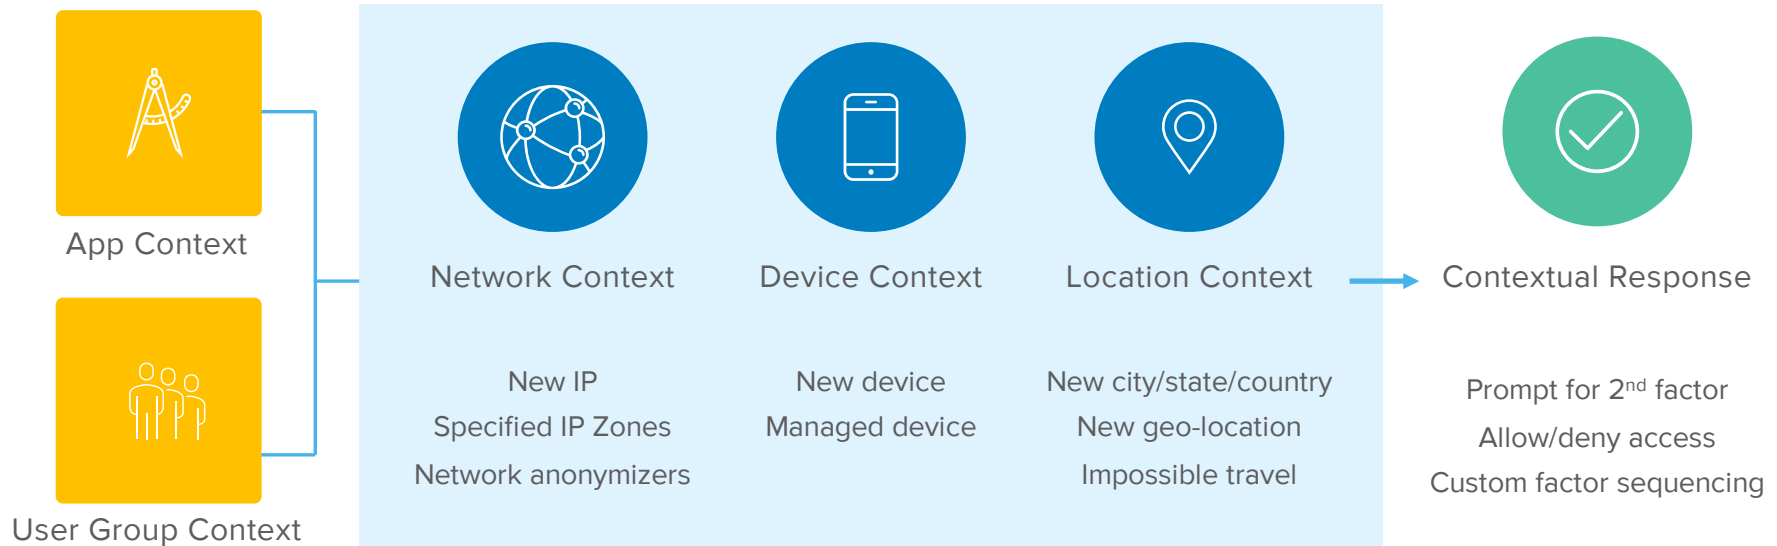 App Context
User Group Context
Network Context
New IP
Specified IP Zones
Network anonymizers
Device Context
New device
Managed device
Location Context
New city/state/country
New geo-location
Impossible travel
Contextual Response
Prompt for 2nd factor
Allow/deny access
Custom factor sequencing